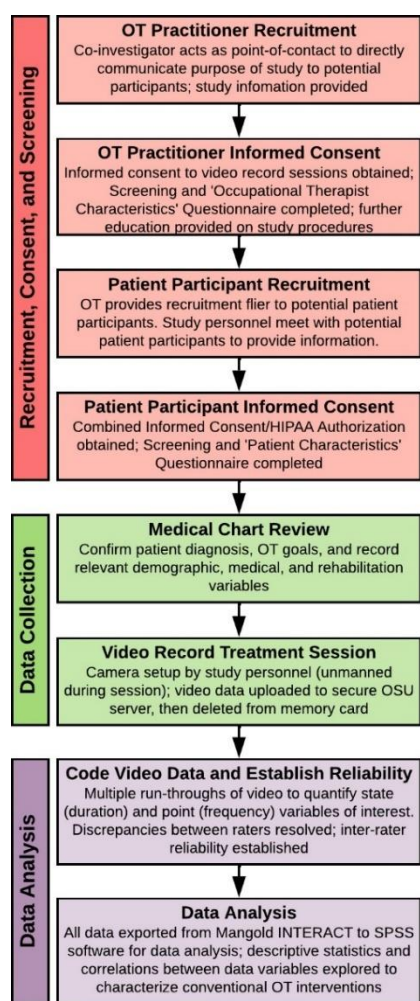 Recruitment, Consent, and Screening
OT Practitioner Recruitment
Co-investigator acts as point-of-contact to directly
communicate purpose of study to potential
participants; study infomation provided
OT Practitioner Informed Consent
Informed consent to video record sessions obtained;
Screening and 'Occupational Therapist
Characteristics' Questionnaire completed; further
education provided on study procedures
Patient Participant Recruitment
OT provides recruitment flier to potential patient
participants. Study personnel meet with potential
patient participants to provide information.
Patient Participant Informed Consent
Combined Informed Consent/HIPAA Authorization
obtained; Screening and 'Patient Characteristics'
Questionnaire completed
Data Collection
Medical Chart Review
Confirm patient diagnosis, OT goals, and record
relevant demographic, medical, and rehabilitation
variables
Video Record Treatment Session
Camera setup by study personnel (unmanned
during session); video data uploaded to secure OSU
server, then deleted from memory card
Data Analysis
Code Video Data and Establish Reliability
Multiple run-throughs of video to quantify state
(duration) and point (frequency) variables of interest.
Discrepancies between raters resolved; inter-rater
reliability established
Data Analysis
All data exported from Mangold INTERACT to SPSS
software for data analysis; descriptive statistics and
correlations between data variables explored to
characterize conventional OT interventions